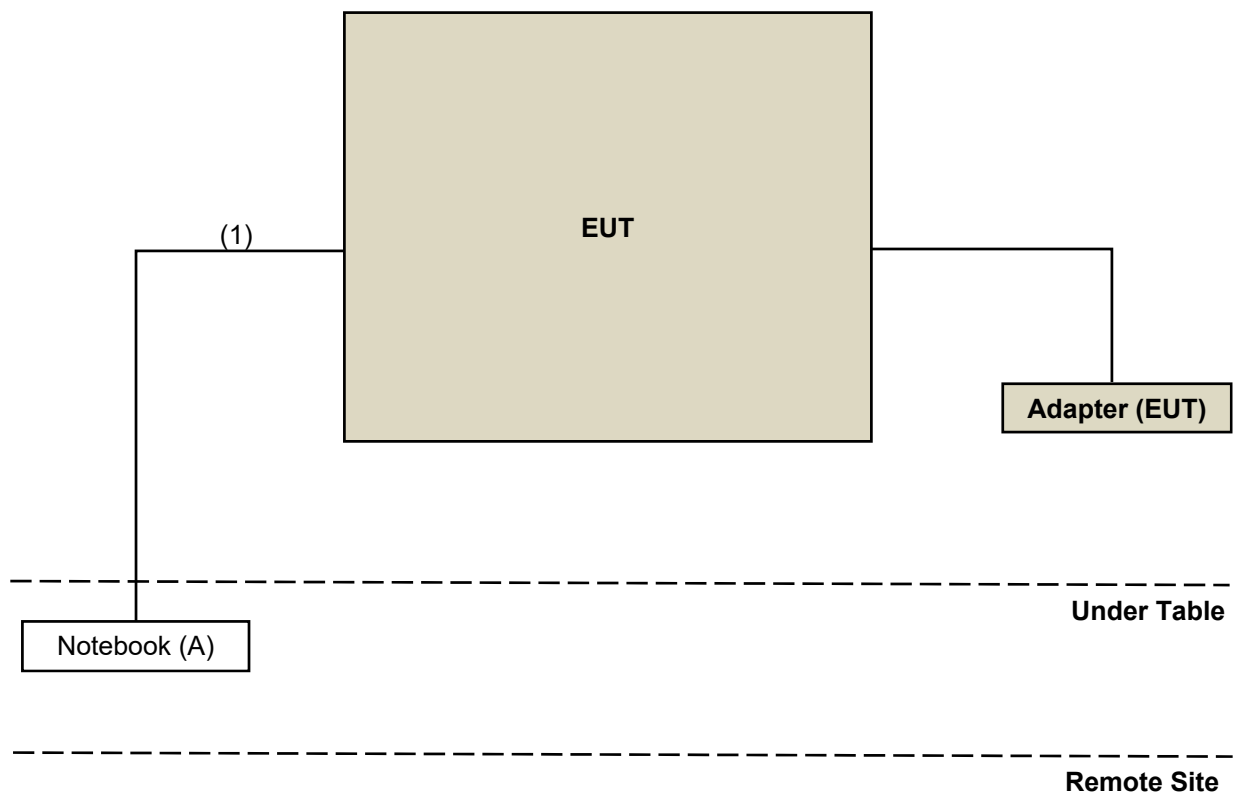 (1)
EUT
Adapter (EUT)
Under Table
Notebook (A)
Remote Site